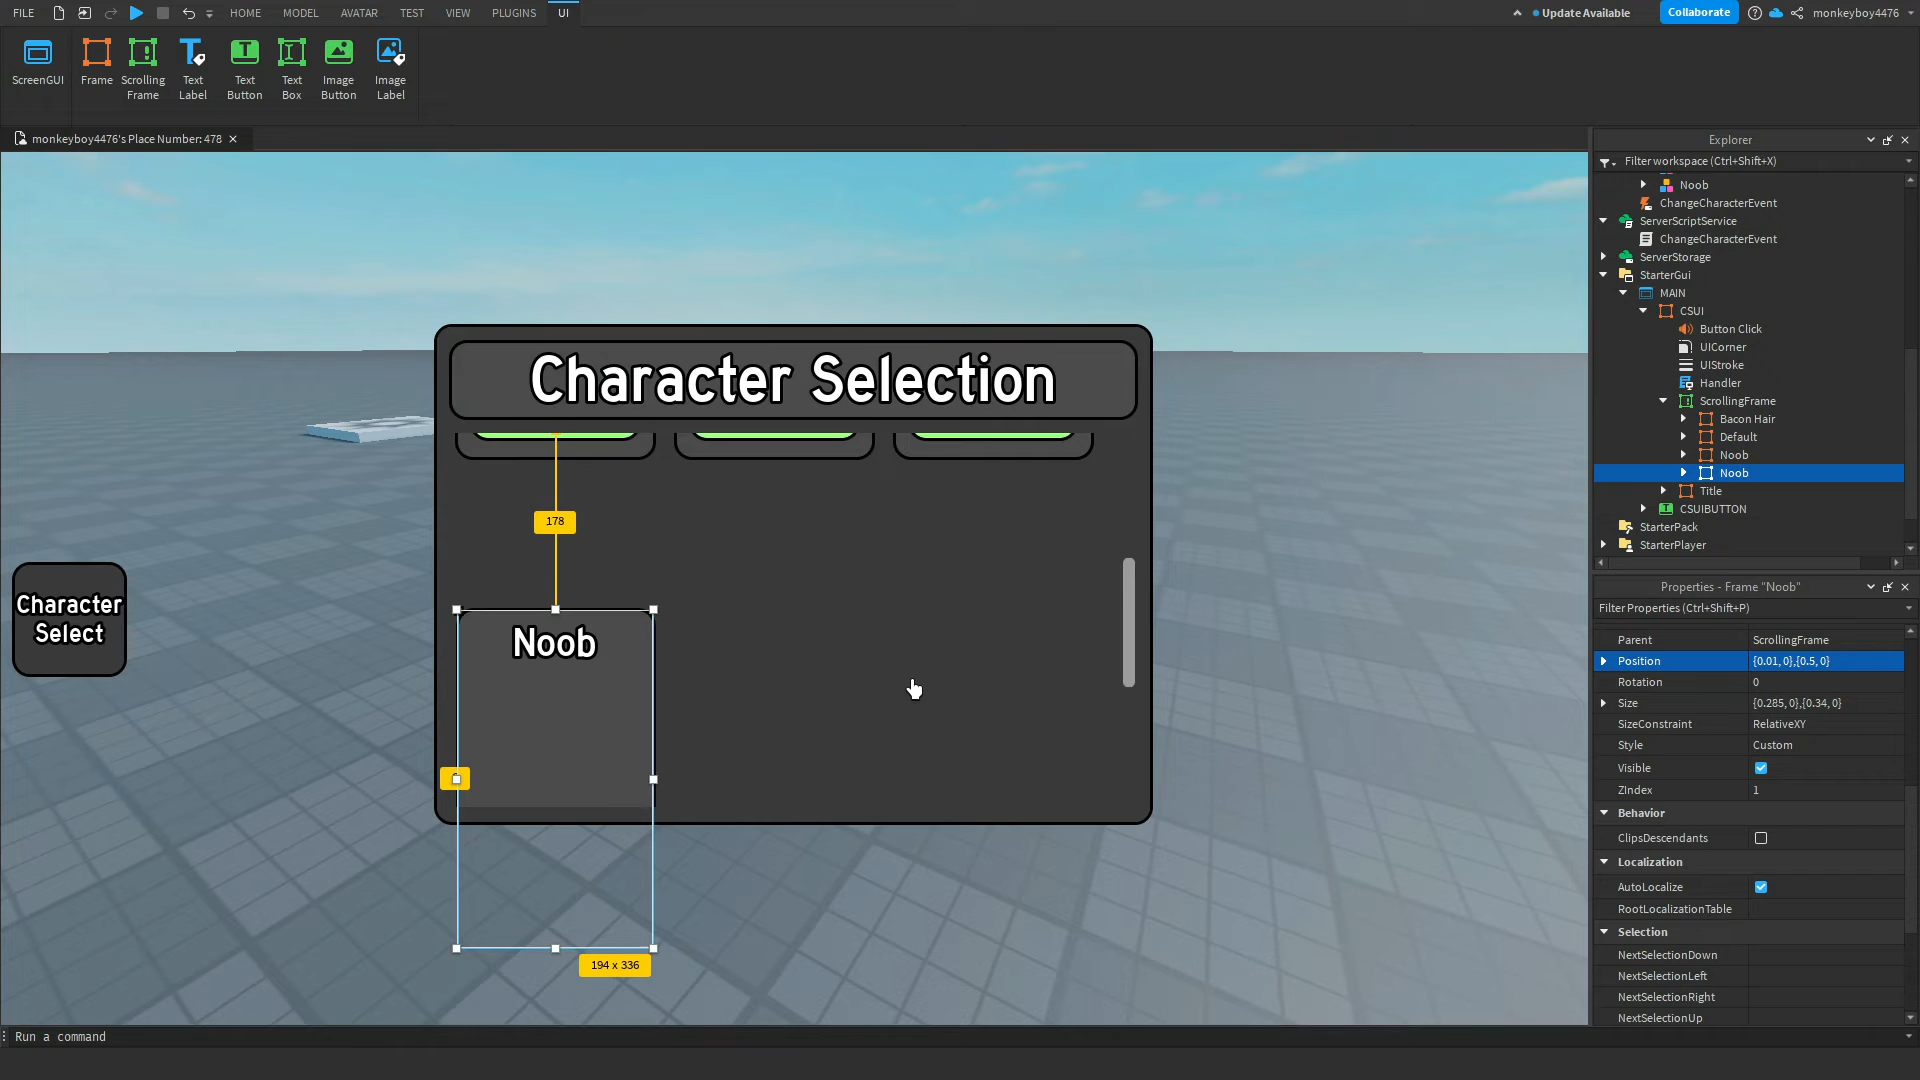 FILE
HOME
MODEL
AVATAR
TEST
VIEW
PLUGINS
UI
Update Available
Collaborate
monkeyboy4476
ScreenGUI
Frame
Scrolling
Frame
Text
Label
Text
Button
Text
Box
Image
Button
Image
Label
monkeyboy4476's Place Number: 478
Character Selection
178
Noob
194 x 336
Character
Select
Explorer
Filter workspace (Ctrl+Shift+X)
Noob
ChangeCharacterEvent
ServerScriptService
ChangeCharacterEvent
ServerStorage
StarterGui
MAIN
CSUI
Button Click
UICorner
UIStroke
Handler
ScrollingFrame
Bacon Hair
Default
Noob
Noob
Title
CSUIBUTTON
StarterPack
StarterPlayer
Properties - Frame "Noob"
Filter Properties (Ctrl+Shift+P)
Parent ScrollingFrame
Position {0.01, 0},{0.5, 0}
Rotation 0
Size {0.285, 0},{0.34, 0}
SizeConstraint RelativeXY
Style Custom
Visible
ZIndex 1
Behavior
ClipsDescendants
Localization
AutoLocalize
RootLocalizationTable
Selection
NextSelectionDown
NextSelectionLeft
NextSelectionRight
NextSelectionUp
Run a command